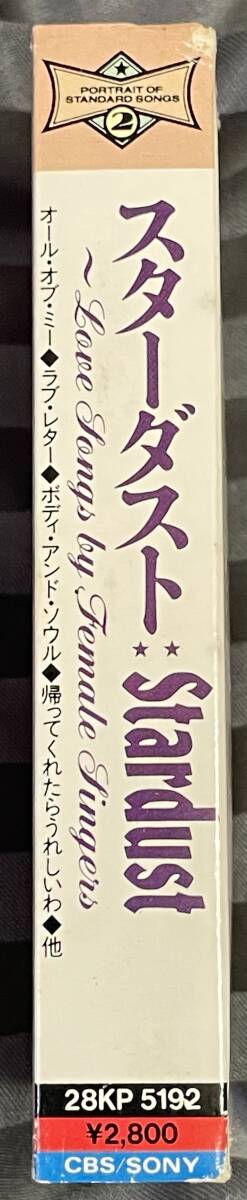 PORTRAIT OF
STANDARD SONGS
2
スターダスト:Stardust
~Love Songs by Female Singers
オール・オブ・ミー◆ラブ・レター◆ボディ・アンド・ソウル◆帰ってくれたらうれしいわ◆他
28KP 5192
¥2,800
CBS/SONY